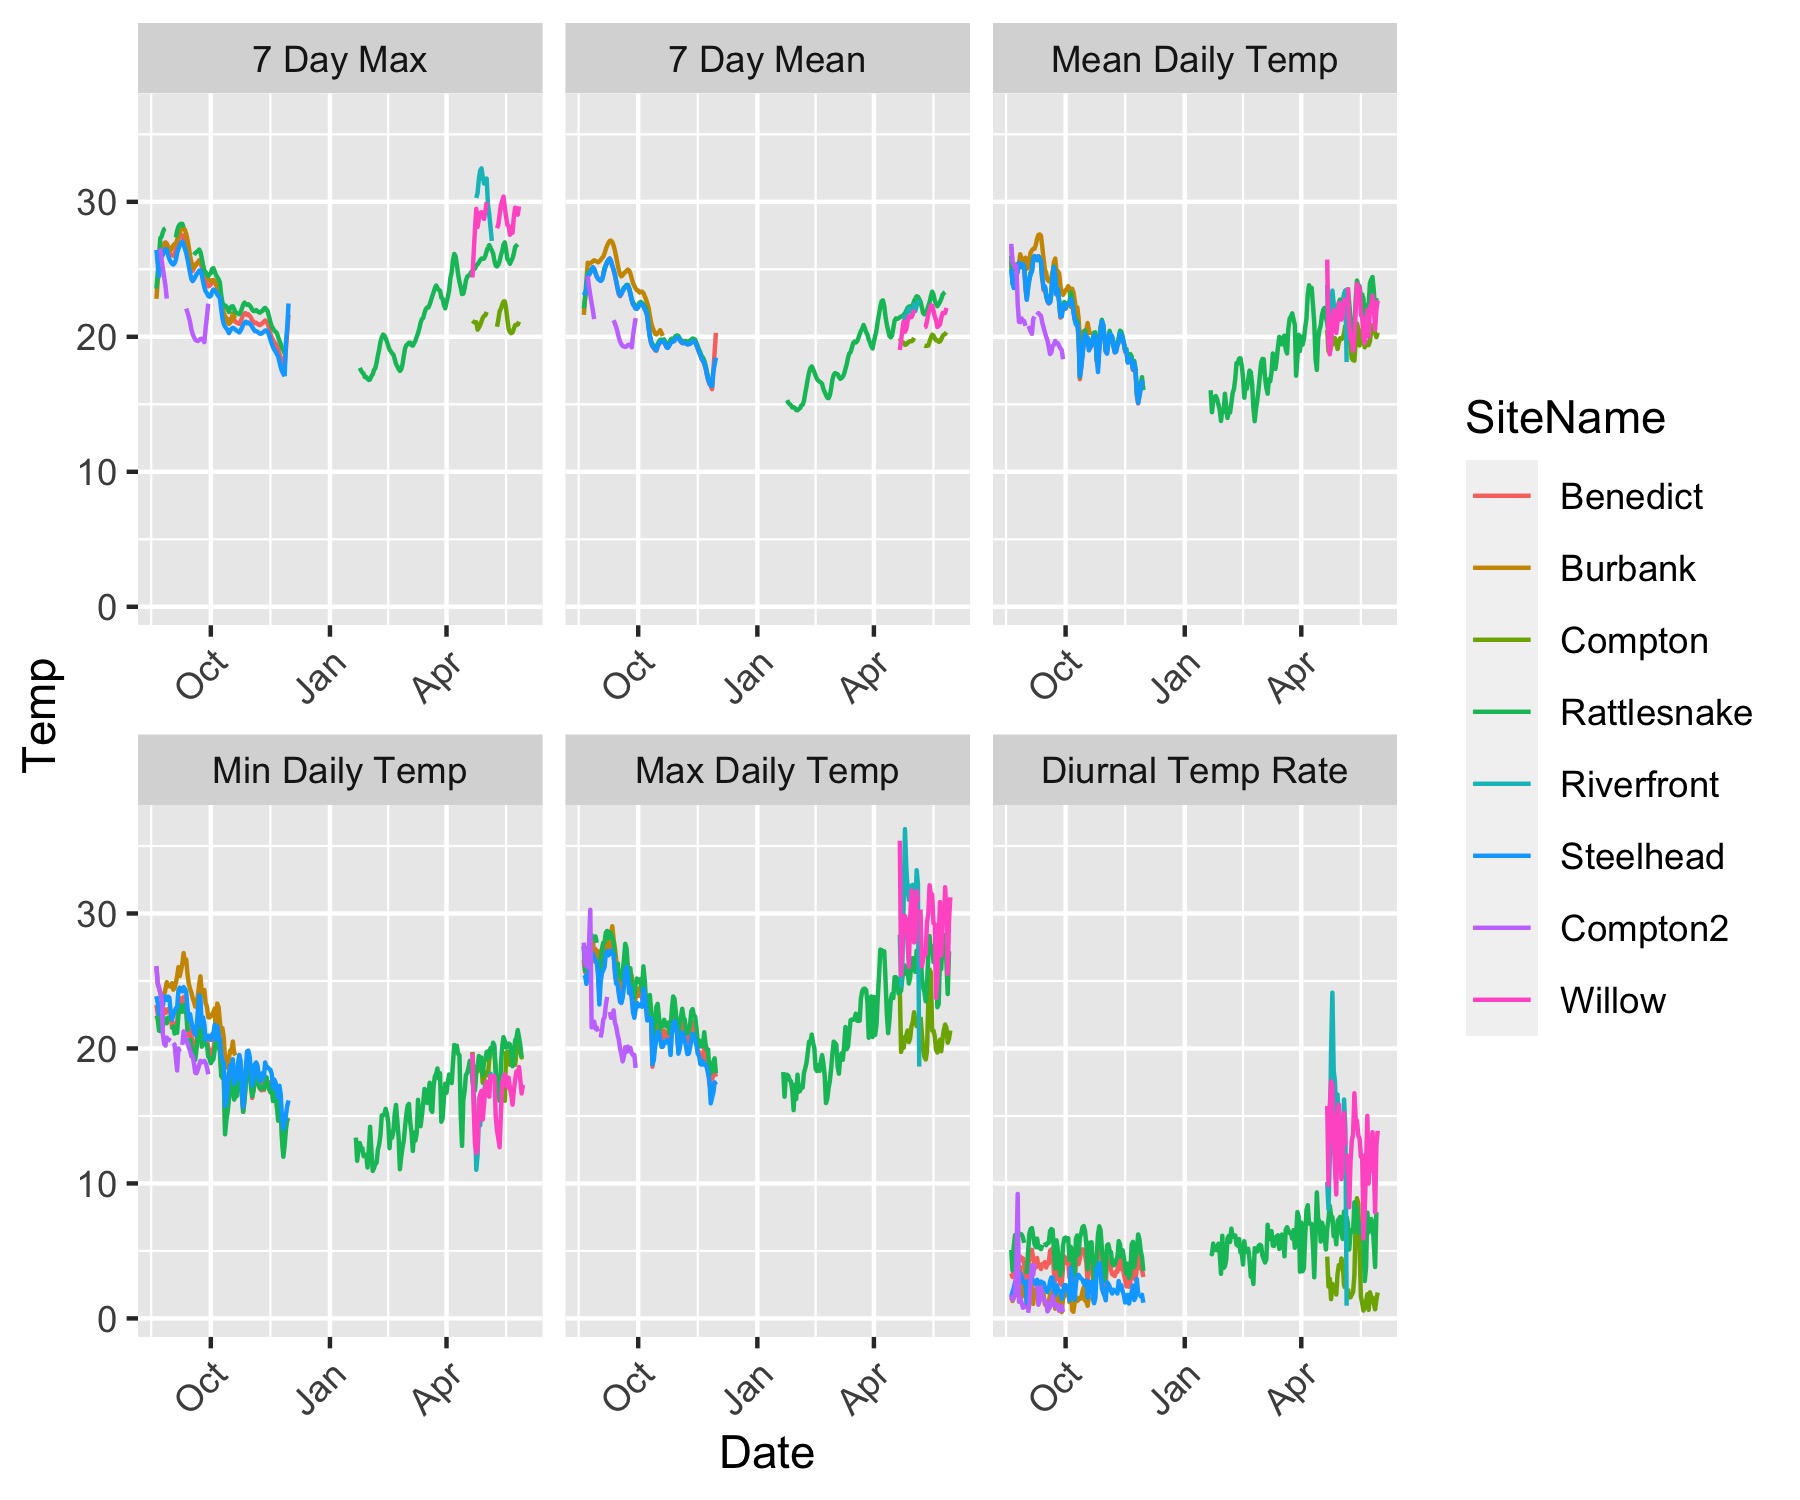 7 Day Max
7 Day Mean
Mean Daily Temp
30
20
10
0
Oct
Jan
Apr
Oct
Jan
Apr
Oct
Jan
Apr
Temp
Min Daily Temp
Max Daily Temp
Diurnal Temp Rate
30
20
10
0
Oct
Jan
Apr
Oct
Jan
Apr
Oct
Jan
Apr
Date
SiteName
Benedict
Burbank
Compton
Rattlesnake
Riverfront
Steelhead
Compton2
Willow